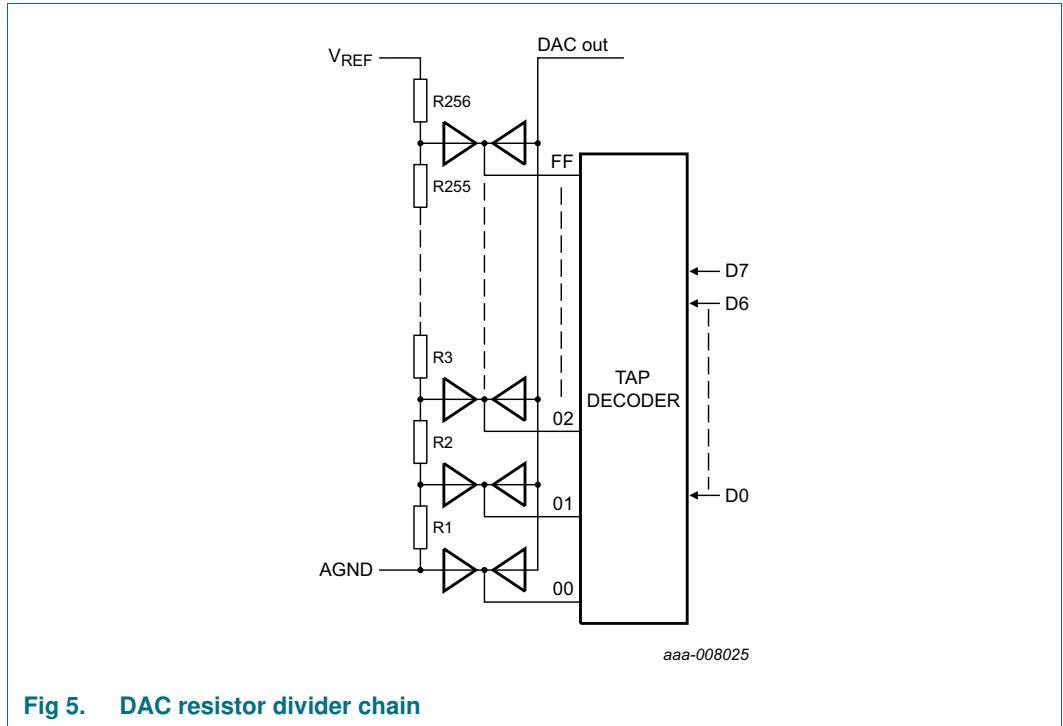 V_REF
DAC out
R256
FF
R255
D7
D6
R3
TAP
DECODER
02
R2
D0
01
R1
AGND
00
aaa-008025
Fig 5. DAC resistor divider chain